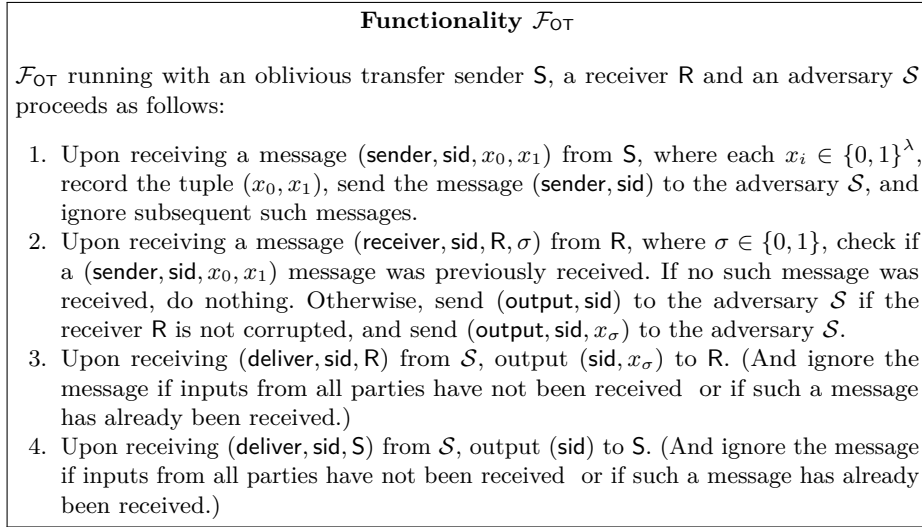 Functionality 𝓕_OT
𝓕_OT running with an oblivious transfer sender S, a receiver R and an adversary 𝒮
proceeds as follows:
1. Upon receiving a message (sender, sid, x_0, x_1) from S, where each x_i ∈ {0, 1}^λ,
record the tuple (x_0, x_1), send the message (sender, sid) to the adversary 𝒮, and
ignore subsequent such messages.
2. Upon receiving a message (receiver, sid, R, σ) from R, where σ ∈ {0, 1}, check if
a (sender, sid, x_0, x_1) message was previously received. If no such message was
received, do nothing. Otherwise, send (output, sid) to the adversary 𝒮 if the
receiver R is not corrupted, and send (output, sid, x_σ) to the adversary 𝒮.
3. Upon receiving (deliver, sid, R) from 𝒮, output (sid, x_σ) to R. (And ignore the
message if inputs from all parties have not been received or if such a message
has already been received.)
4. Upon receiving (deliver, sid, S) from 𝒮, output (sid) to S. (And ignore the message
if inputs from all parties have not been received or if such a message has already
been received.)